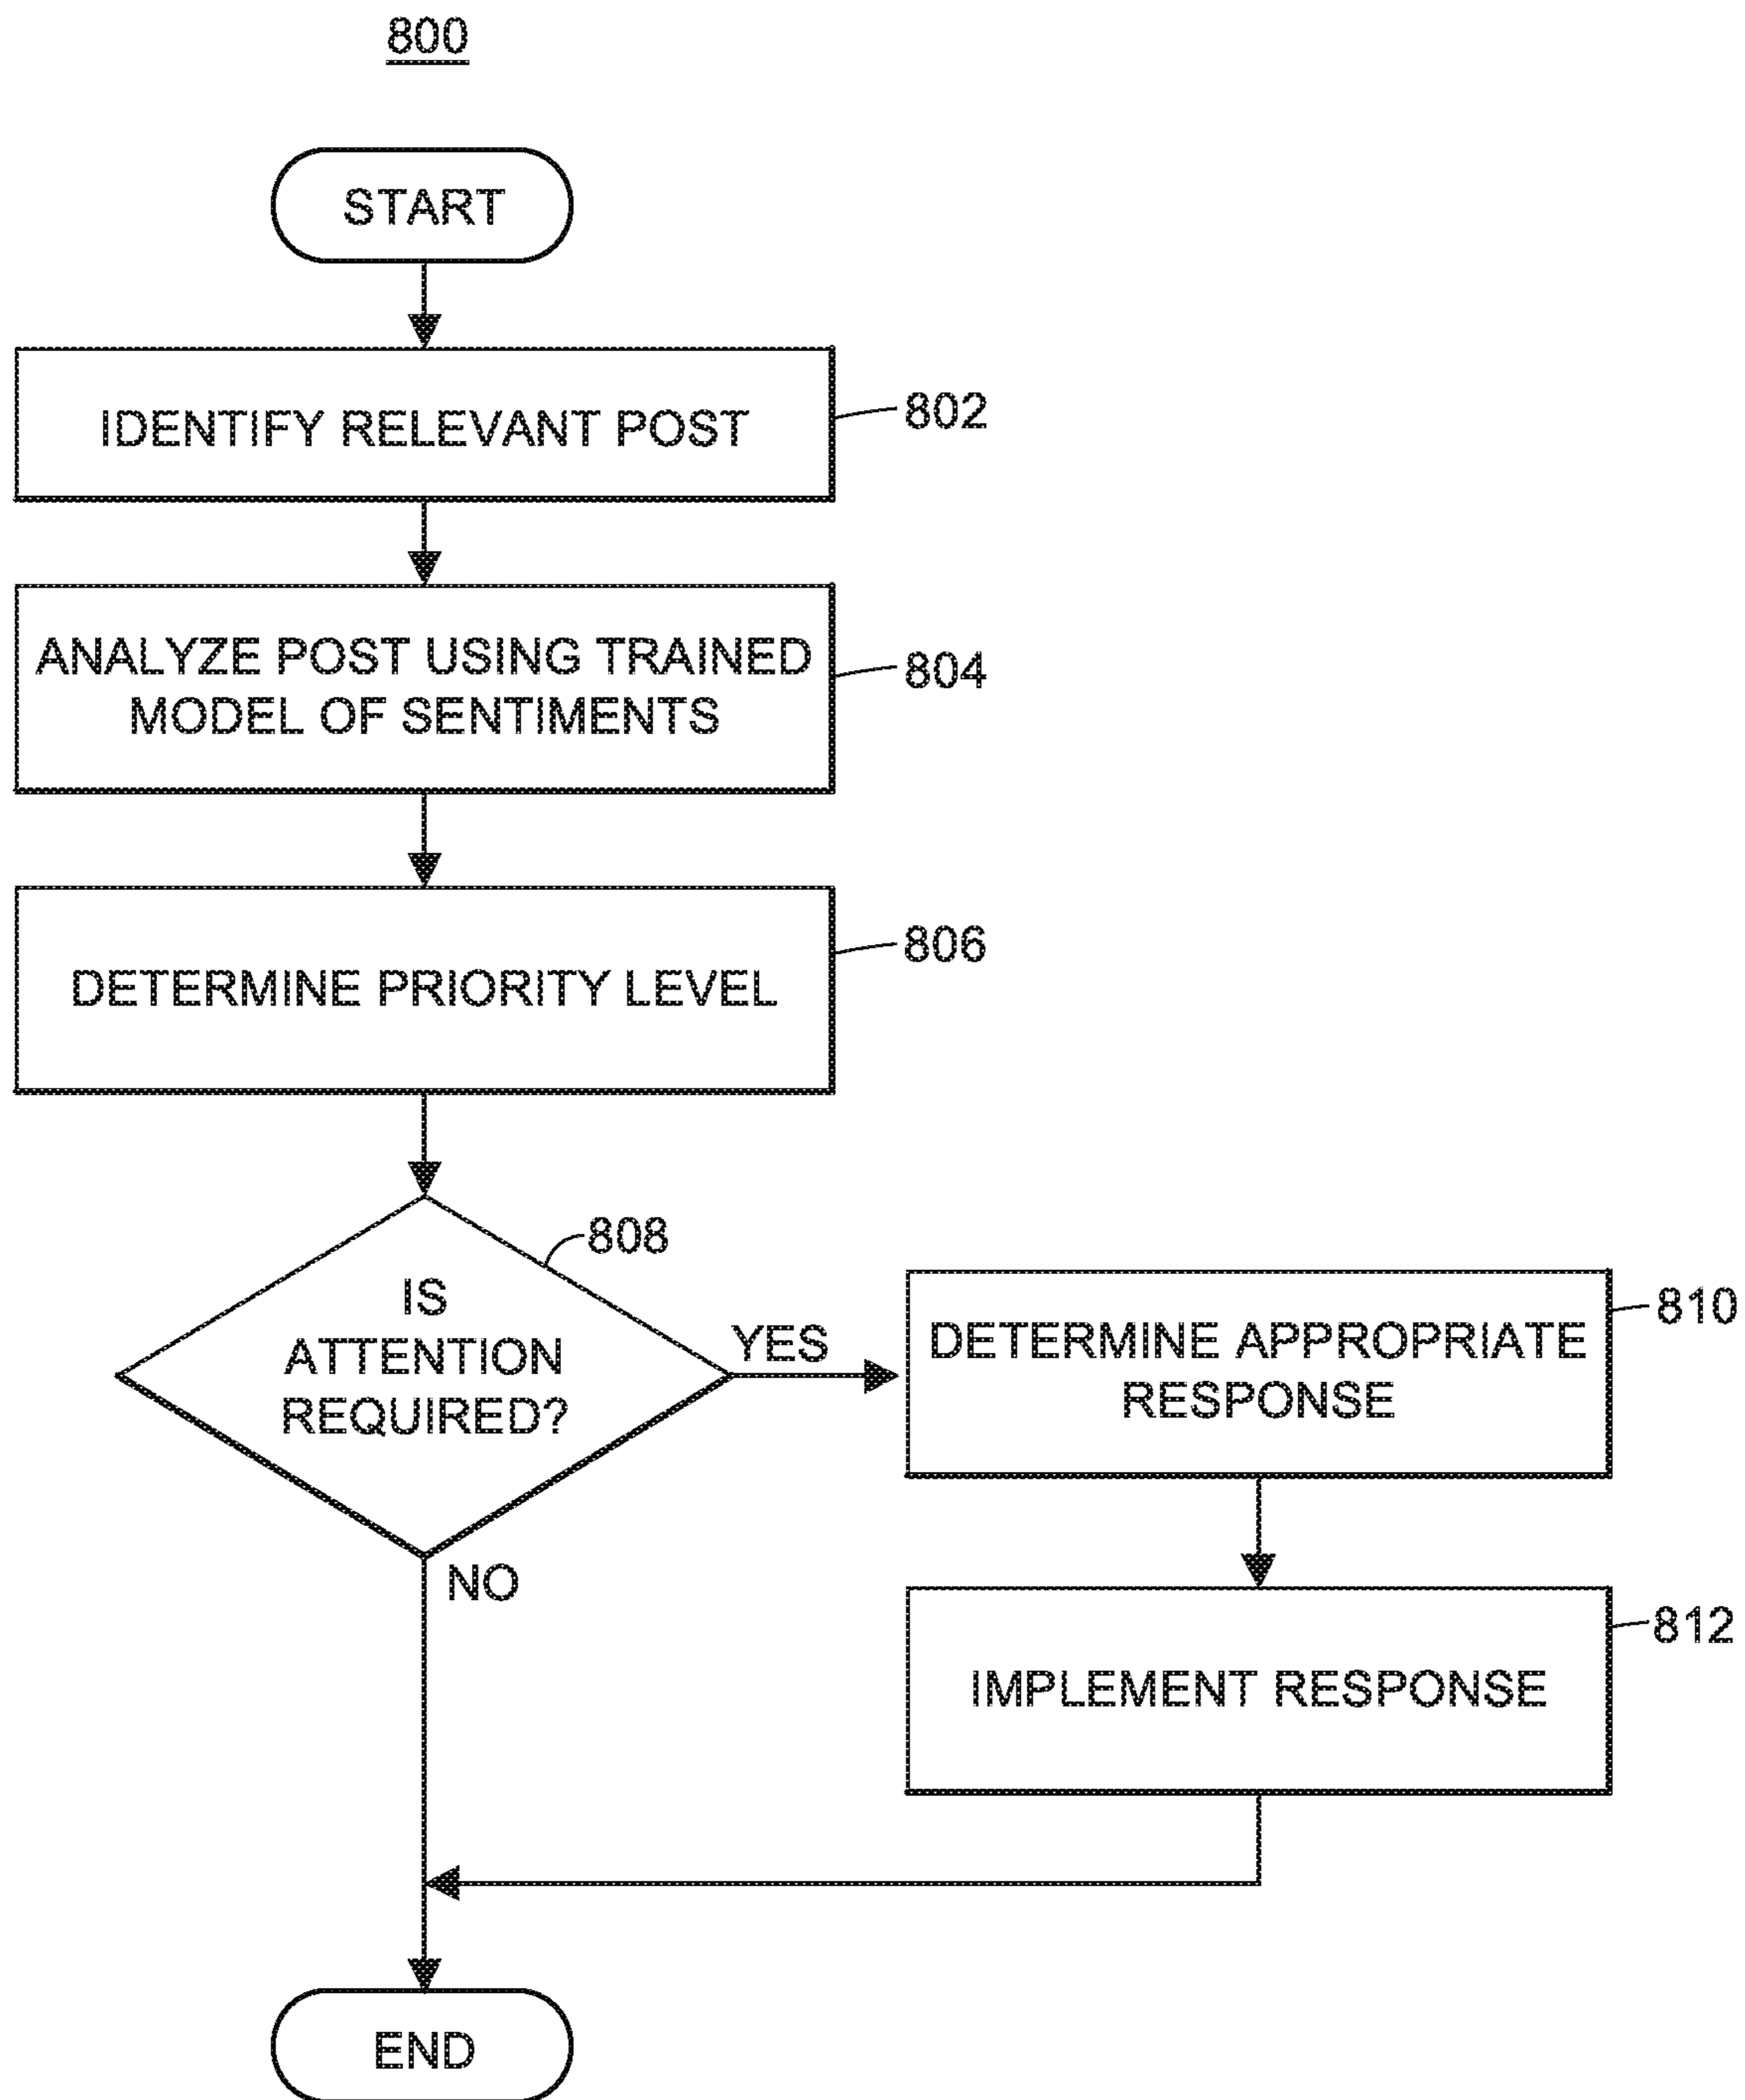 800
START
IDENTIFY RELEVANT POST
802
ANALYZE POST USING TRAINED
MODEL OF SENTIMENTS
804
DETERMINE PRIORITY LEVEL
806
808
IS
ATTENTION
REQUIRED?
YES
DETERMINE APPROPRIATE
RESPONSE
810
NO
IMPLEMENT RESPONSE
812
END